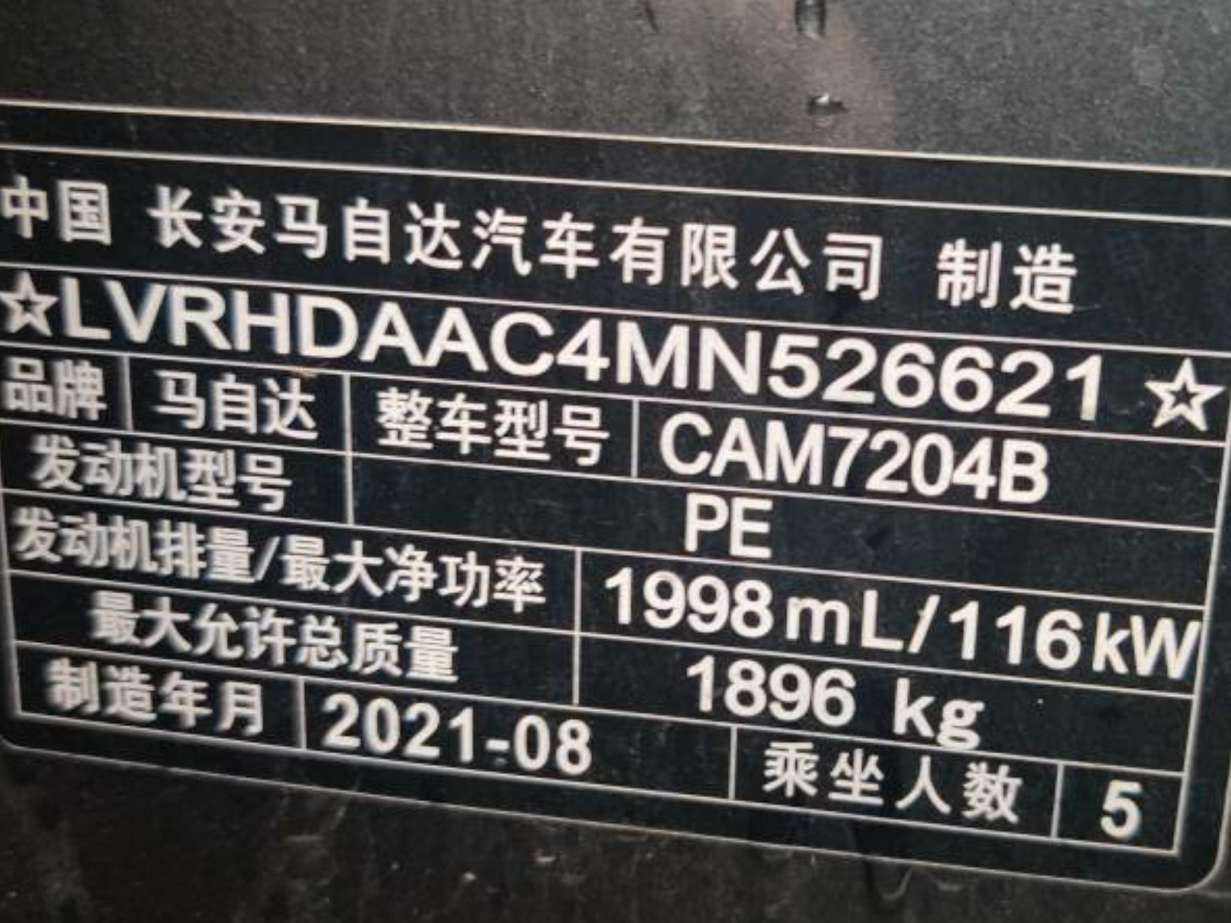 中国 长安马自达汽车有限公司 制造
☆LVRHDAAC4MN526621☆
品牌 马自达 整车型号 CAM7204B
发动机型号 PE
发动机排量/最大净功率 1998mL/116kW
最大允许总质量 1896 kg
制造年月 2021-08 乘坐人数 5